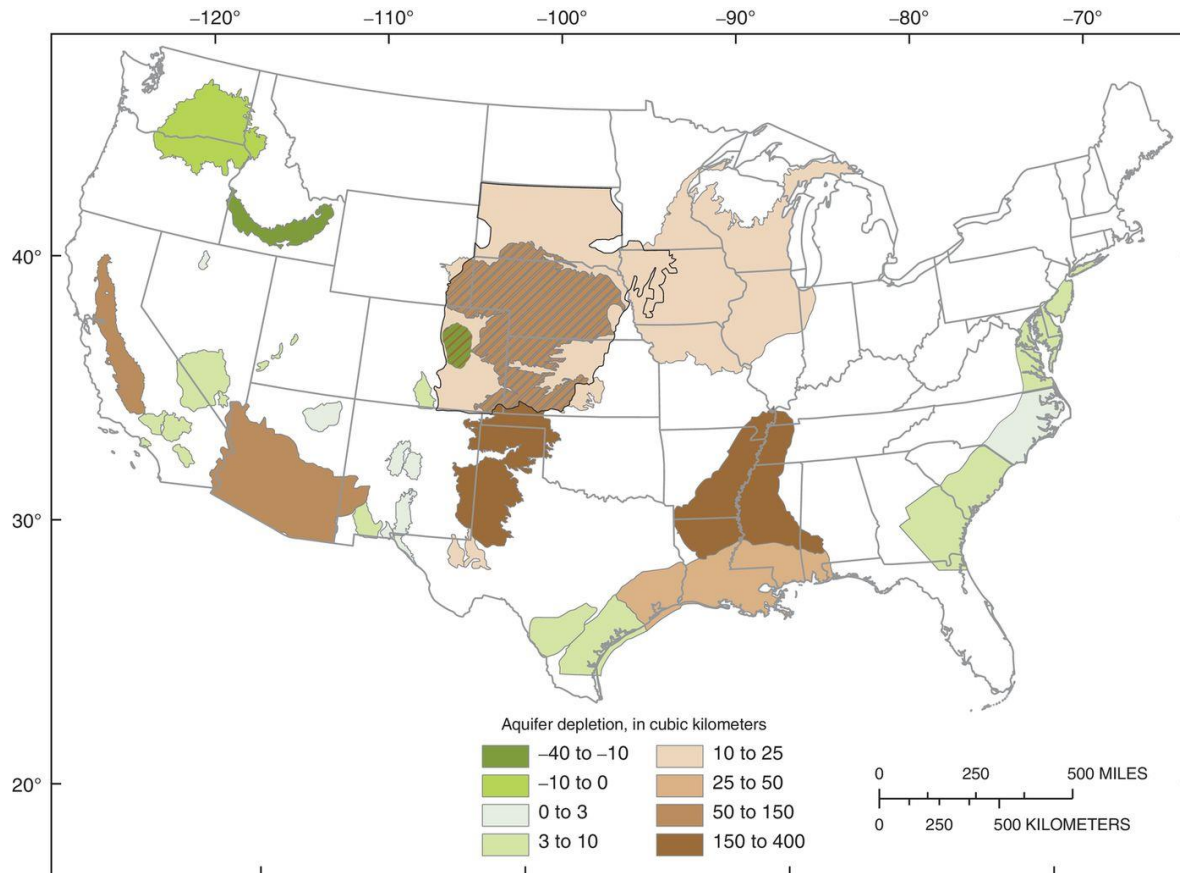 −120° −110° −100° −90° −80° −70°
40°
30°
20°
Aquifer depletion, in cubic kilometers
−40 to −10
−10 to 0
0 to 3
3 to 10
10 to 25
25 to 50
50 to 150
150 to 400
0 250 500 MILES
0 250 500 KILOMETERS